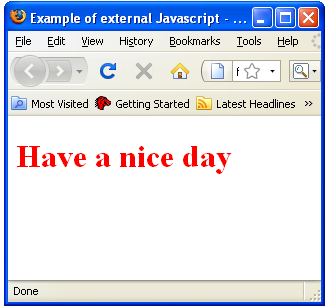 Example of external Javascript - ...
File Edit View History Bookmarks Tools Help
Most Visited Getting Started Latest Headlines »
Have a nice day
Done